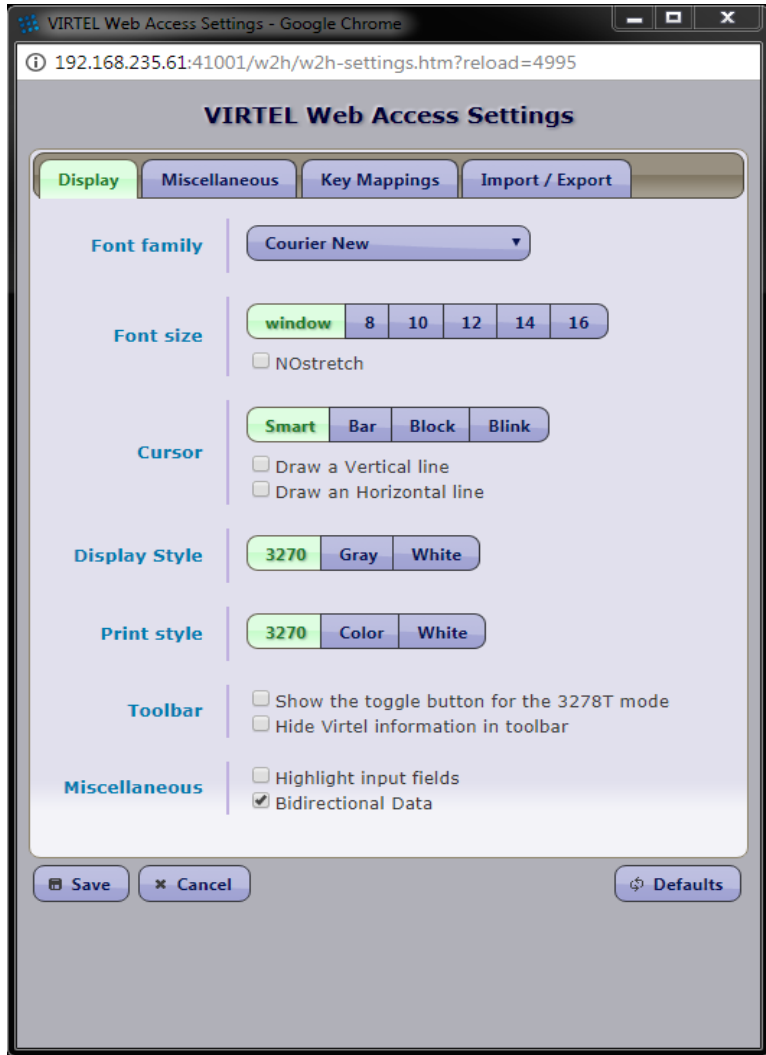 VIRTEL Web Access Settings - Google Chrome
192.168.235.61:41001/w2h/w2h-settings.htm?reload=4995
VIRTEL Web Access Settings
Display Miscellaneous Key Mappings Import / Export
Font family Courier New
Font size window 8 10 12 14 16
NOstretch
Cursor Smart Bar Block Blink
Draw a Vertical line
Draw an Horizontal line
Display Style 3270 Gray White
Print style 3270 Color White
Toolbar
Show the toggle button for the 3278T mode
Hide Virtel information in toolbar
Miscellaneous
Highlight input fields
Bidirectional Data
Save Cancel Defaults